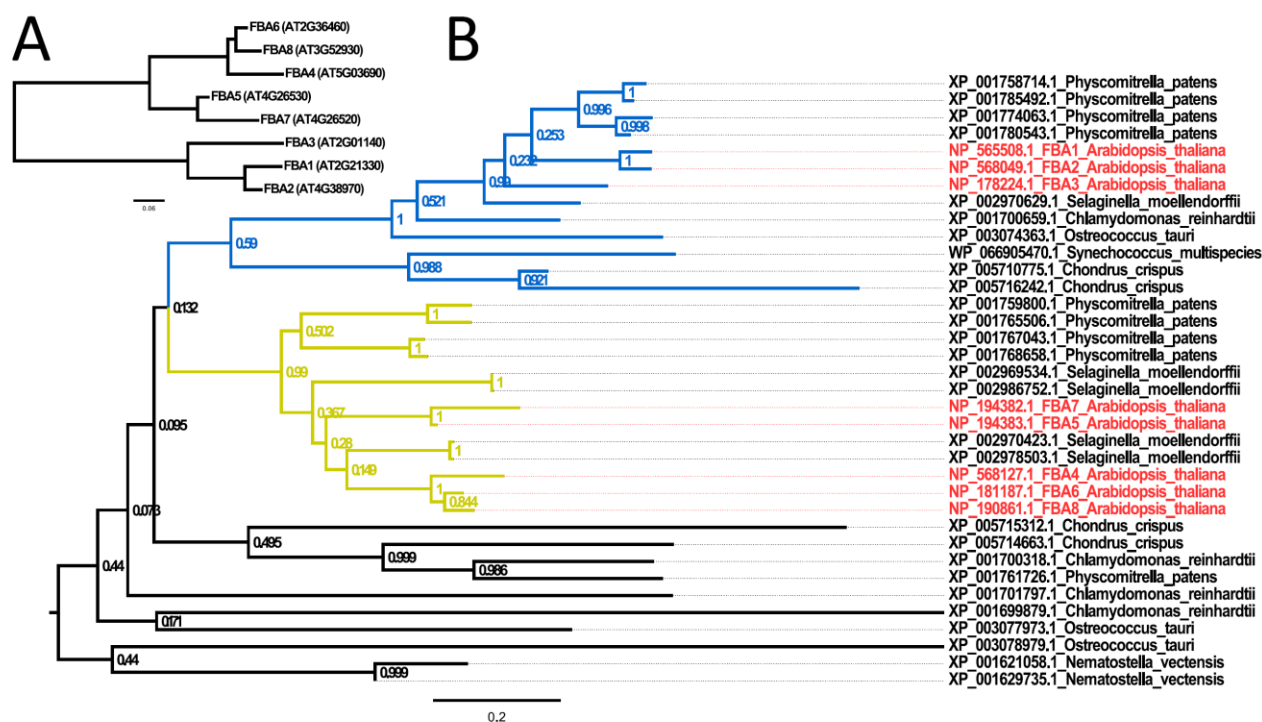 A
FBA6 (AT2G36460)
FBA8 (AT3G52930)
FBA4 (AT5G03690)
FBA5 (AT4G26530)
FBA7 (AT4G26520)
FBA3 (AT2G01140)
FBA1 (AT2G21330)
FBA2 (AT4G38970)
0.06
B
XP_001758714.1_Physcomitrella_patens
1
XP_001785492.1_Physcomitrella_patens
0.996
XP_001774063.1_Physcomitrella_patens
0.998
XP_001780543.1_Physcomitrella_patens
0.253
NP_565508.1_FBA1_Arabidopsis_thaliana
0.232
1
NP_568049.1_FBA2_Arabidopsis_thaliana
0.99
NP_178224.1_FBA3_Arabidopsis_thaliana
0.521
XP_002970629.1_Selaginella_moellendorffii
1
XP_001700659.1_Chlamydomonas_reinhardtii
XP_003074363.1_Ostreococcus_tauri
0.59
WP_066905470.1_Synechococcus_multispecies
0.988
XP_005710775.1_Chondrus_crispus
0.921
XP_005716242.1_Chondrus_crispus
0.132
XP_001759800.1_Physcomitrella_patens
1
XP_001765506.1_Physcomitrella_patens
0.502
XP_001767043.1_Physcomitrella_patens
1
XP_001768658.1_Physcomitrella_patens
0.99
XP_002969534.1_Selaginella_moellendorffii
1
XP_002986752.1_Selaginella_moellendorffii
0.367
NP_194382.1_FBA7_Arabidopsis_thaliana
1
NP_194383.1_FBA5_Arabidopsis_thaliana
0.095
0.28
XP_002970423.1_Selaginella_moellendorffii
1
XP_002978503.1_Selaginella_moellendorffii
0.149
NP_568127.1_FBA4_Arabidopsis_thaliana
1
NP_181187.1_FBA6_Arabidopsis_thaliana
0.844
NP_190861.1_FBA8_Arabidopsis_thaliana
0.073
XP_005715312.1_Chondrus_crispus
0.495
XP_005714663.1_Chondrus_crispus
0.999
XP_001700318.1_Chlamydomonas_reinhardtii
0.986
XP_001761726.1_Physcomitrella_patens
0.44
XP_001701797.1_Chlamydomonas_reinhardtii
XP_001699879.1_Chlamydomonas_reinhardtii
0.171
XP_003077973.1_Ostreococcus_tauri
XP_003078979.1_Ostreococcus_tauri
0.44
XP_001621058.1_Nematostella_vectensis
0.999
XP_001629735.1_Nematostella_vectensis
0.2